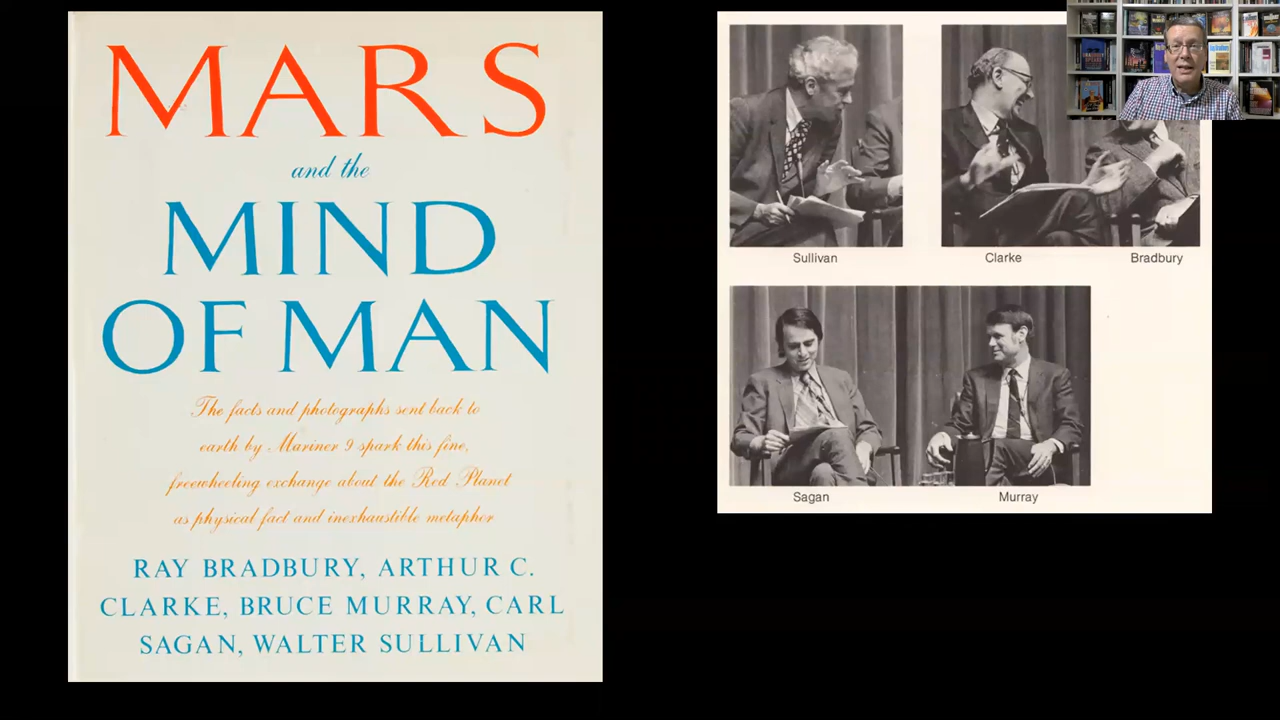 MARS
and the
MIND
OF MAN
The facts and photographs sent back to
earth by Mariner 9 spark this fine,
freewheeling exchange about the Red Planet
as physical fact and inexhaustible metaphor
RAY BRADBURY, ARTHUR C.
CLARKE, BRUCE MURRAY, CARL
SAGAN, WALTER SULLIVAN
Sullivan
Clarke
Bradbury
Sagan
Murray